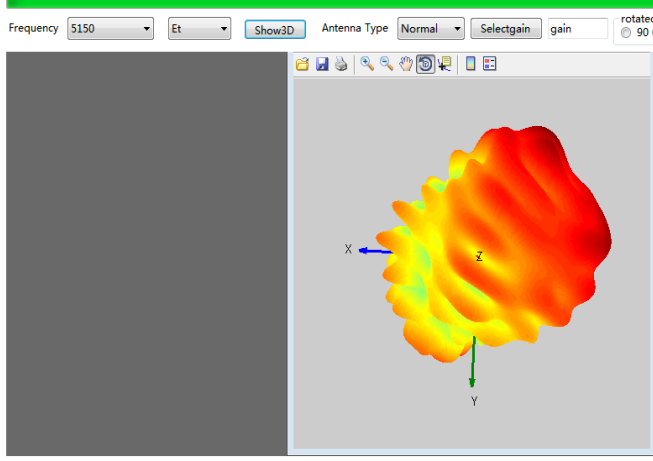 Frequency 5150 Et Show3D Antenna Type Normal Selectgain gain rotated
90
X
Z
Y